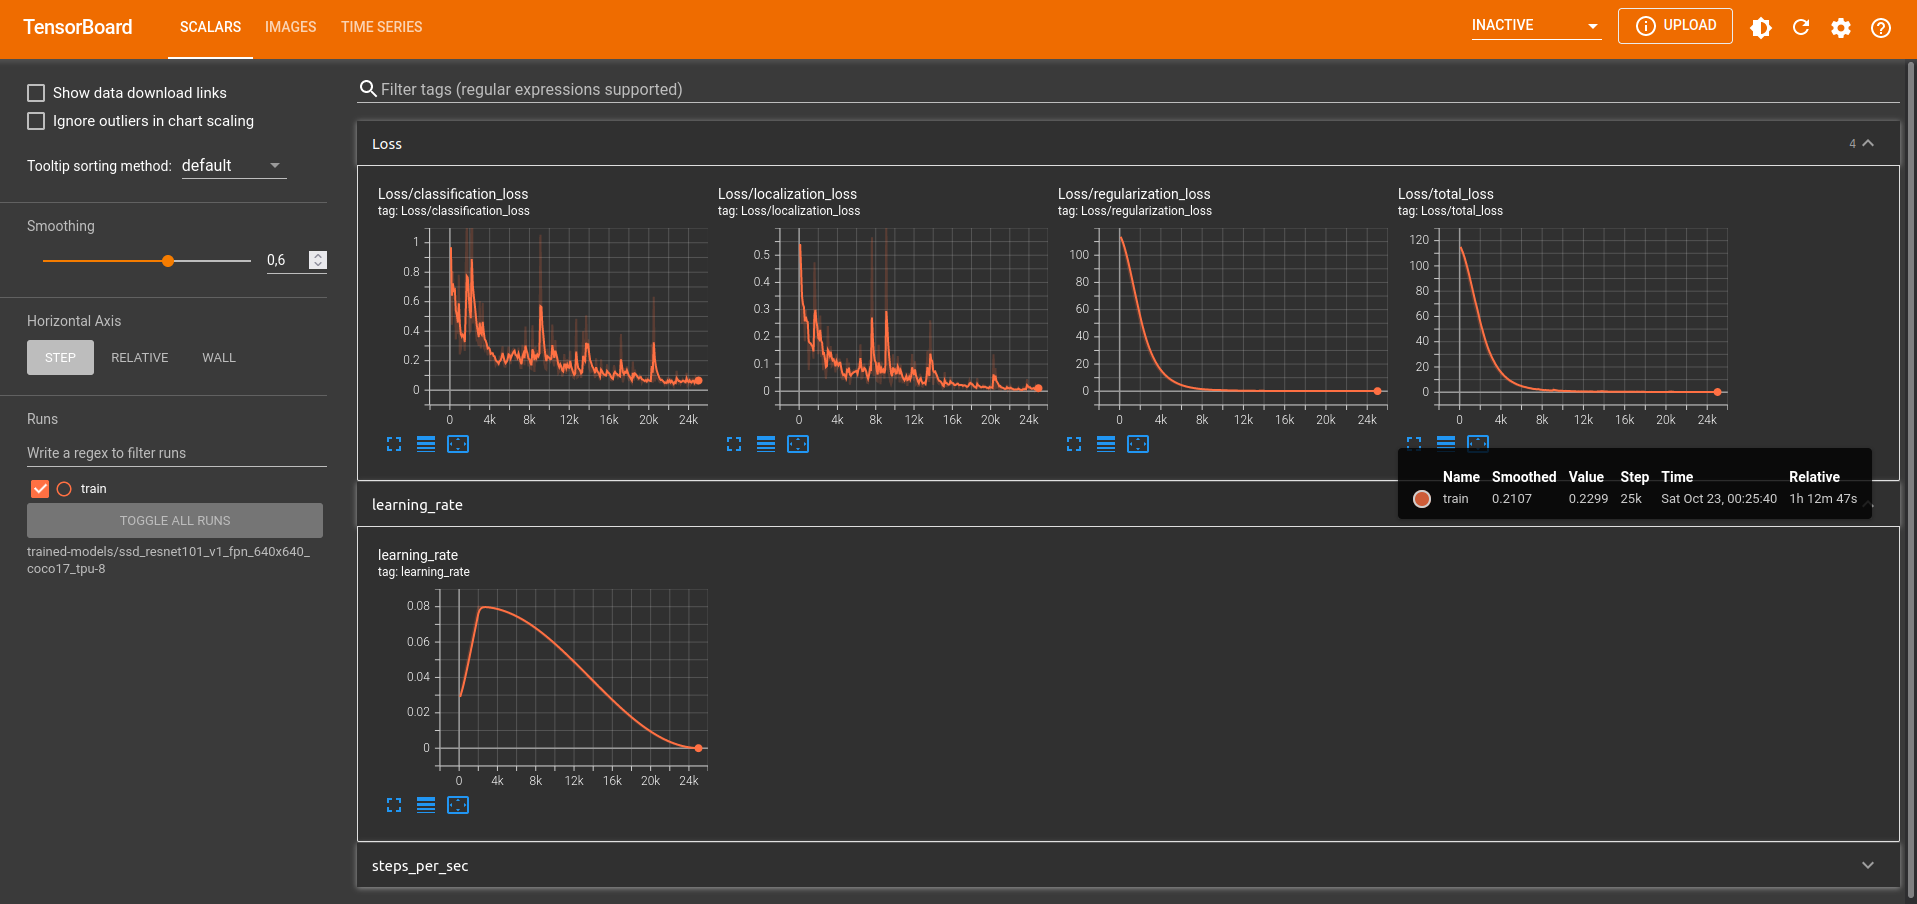 TensorBoard
SCALARS IMAGES TIME SERIES
INACTIVE
UPLOAD
Show data download links
Ignore outliers in chart scaling
Tooltip sorting method: default
Smoothing
0,6
Horizontal Axis
STEP RELATIVE WALL
Runs
Write a regex to filter runs
train
TOGGLE ALL RUNS
trained-models/ssd_resnet101_v1_fpn_640x640_
coco17_tpu-8
Filter tags (regular expressions supported)
Loss 4
Loss/classification_loss
tag: Loss/classification_loss
1
0.8
0.6
0.4
0.2
0
0 4k 8k 12k 16k 20k 24k
Loss/localization_loss
tag: Loss/localization_loss
0.5
0.4
0.3
0.2
0.1
0
0 4k 8k 12k 16k 20k 24k
Loss/regularization_loss
tag: Loss/regularization_loss
100
80
60
40
20
0
0 4k 8k 12k 16k 20k 24k
Loss/total_loss
tag: Loss/total_loss
120
100
80
60
40
20
0
0 4k 8k 12k 16k 20k 24k
Name Smoothed Value Step Time Relative
train 0.2107 0.2299 25k Sat Oct 23, 00:25:40 1h 12m 47s
learning_rate
learning_rate
tag: learning_rate
0.08
0.06
0.04
0.02
0
0 4k 8k 12k 16k 20k 24k
steps_per_sec